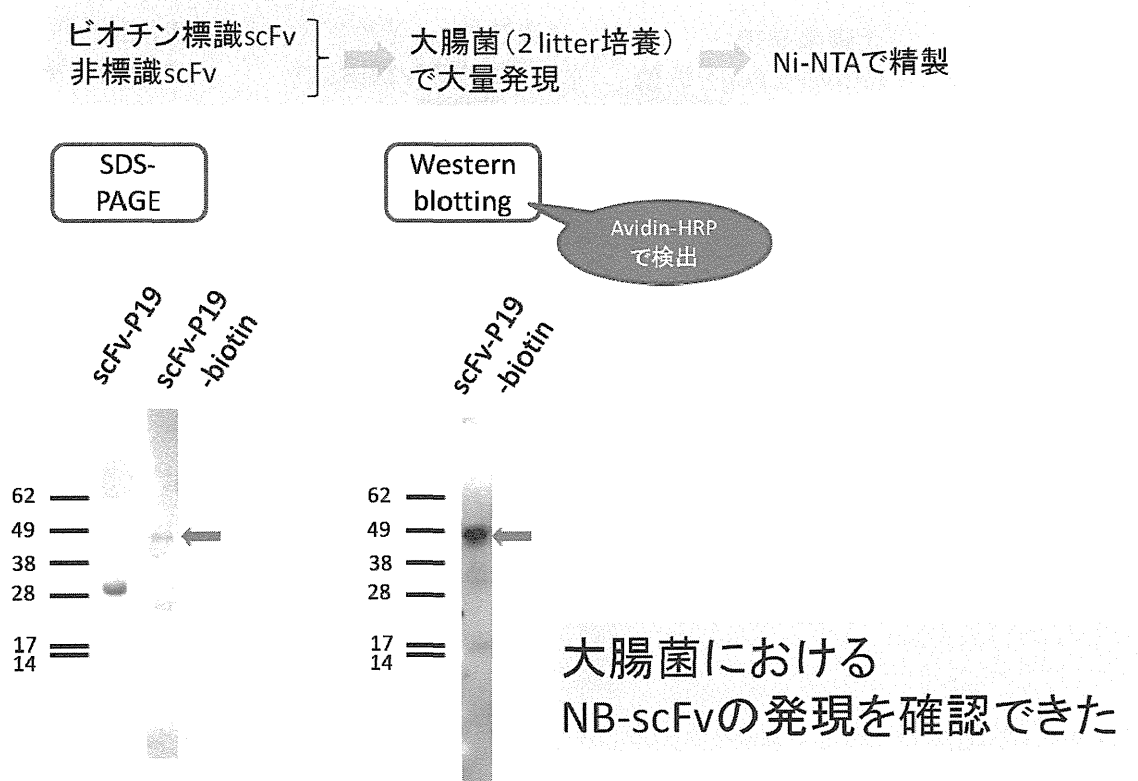 ビオチン標識scFv
非標識scFv
大腸菌(2 litter培養)
で大量発現
Ni-NTAで精製
SDS-
PAGE
Western
blotting
Avidin-HRP
で検出
scFv-P19
scFv-P19
-biotin
62
49
38
28
17
14
scFv-P19
-biotin
62
49
38
28
17
14
大腸菌における
NB-scFvの発現を確認できた